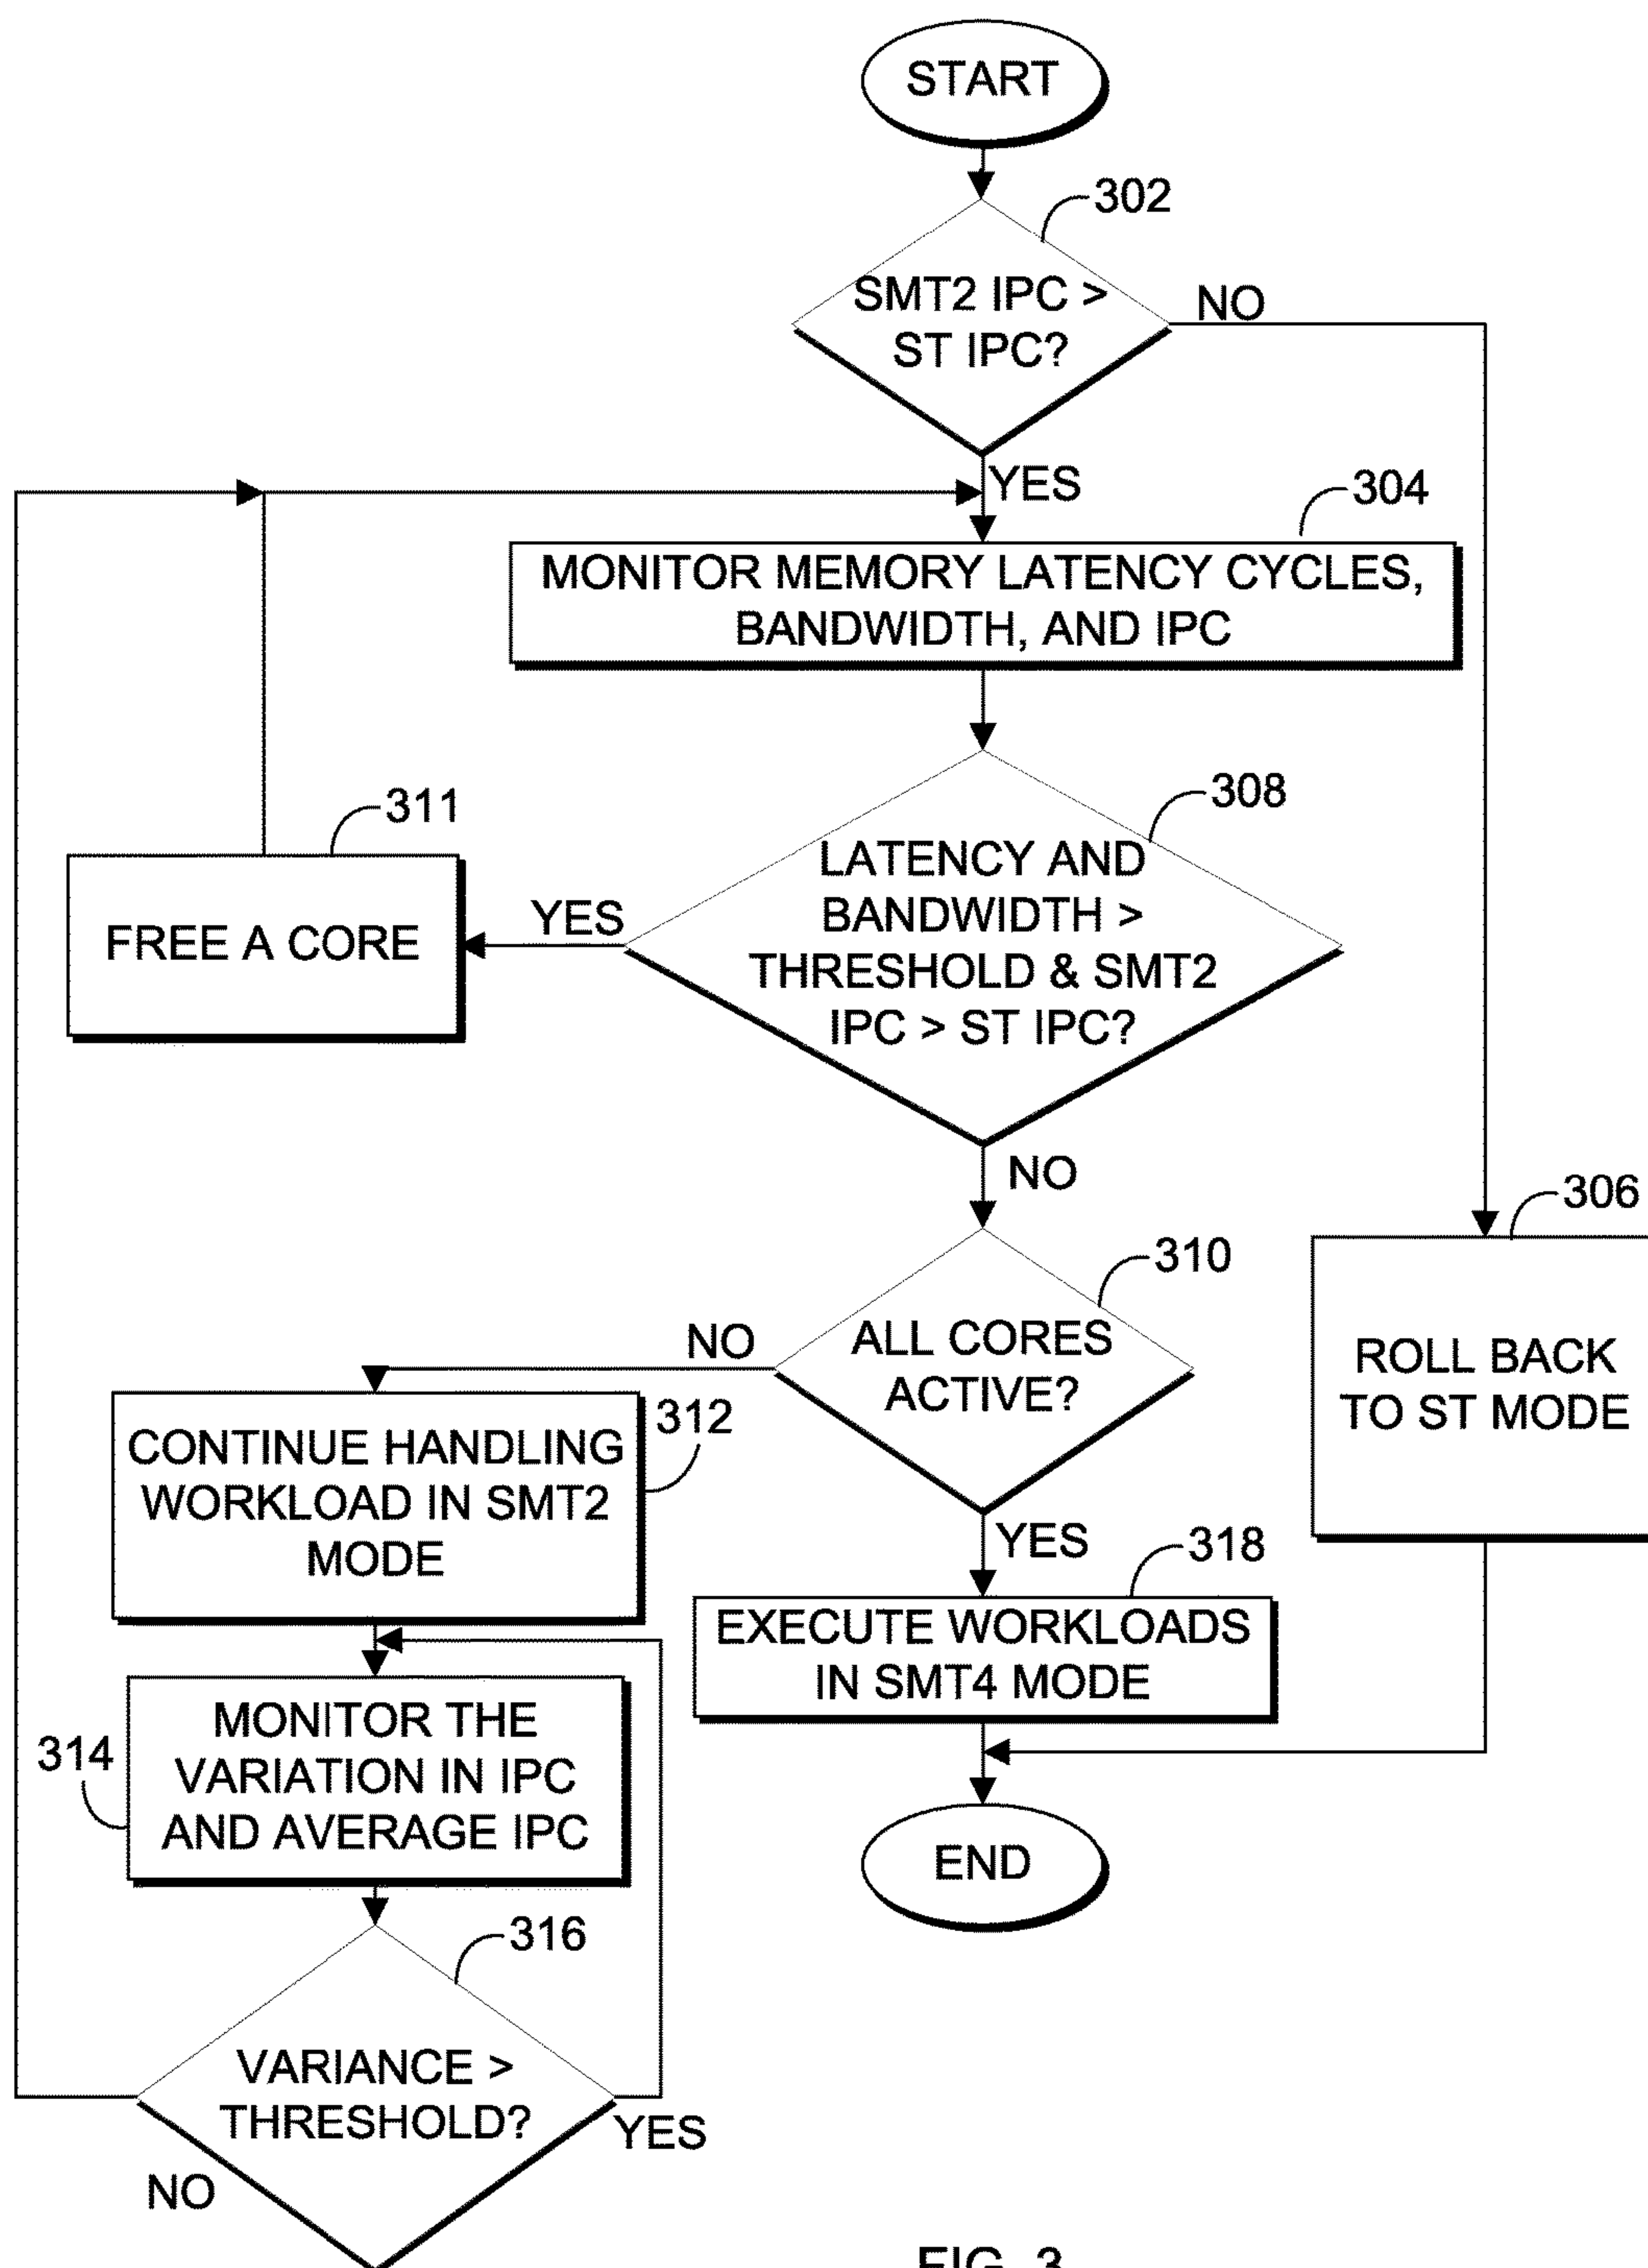 START
302
SMT2 IPC >
ST IPC?
NO
YES
304
MONITOR MEMORY LATENCY CYCLES,
BANDWIDTH, AND IPC
308
LATENCY AND
BANDWIDTH >
THRESHOLD & SMT2
IPC > ST IPC?
YES
311
FREE A CORE
NO
306
ROLL BACK
TO ST MODE
310
ALL CORES
ACTIVE?
NO
312
CONTINUE HANDLING
WORKLOAD IN SMT2
MODE
YES
318
EXECUTE WORKLOADS
IN SMT4 MODE
314
MONITOR THE
VARIATION IN IPC
AND AVERAGE IPC
END
316
VARIANCE >
THRESHOLD?
YES
NO
FIG. 3